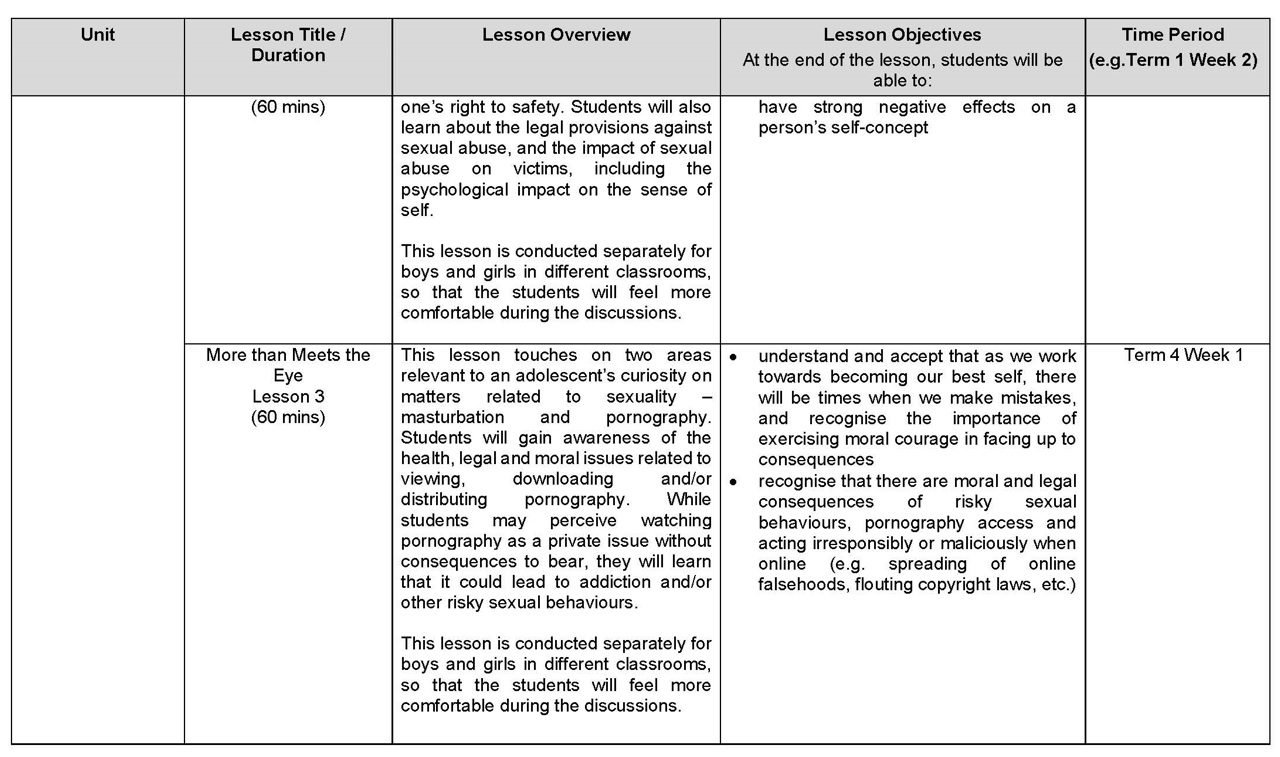 Unit
Lesson Title /
Duration
Lesson Overview
Lesson Objectives
At the end of the lesson, students will be
able to:
Time Period
(e.g.Term 1 Week 2)
(60 mins)
one's right to safety. Students will also
learn about the legal provisions against
sexual abuse, and the impact of sexual
abuse on victims, including the
psychological impact on the sense of
self.
This lesson is conducted separately for
boys and girls in different classrooms,
so that the students will feel more
comfortable during the discussions.
have strong negative effects on a
person's self-concept
More than Meets the
Eye
Lesson 3
(60 mins)
This lesson touches on two areas
relevant to an adolescent's curiosity on
matters related to sexuality –
masturbation and pornography.
Students will gain awareness of the
health, legal and moral issues related to
viewing, downloading and/or
distributing pornography. While
students may perceive watching
pornography as a private issue without
consequences to bear, they will learn
that it could lead to addiction and/or
other risky sexual behaviours.
This lesson is conducted separately for
boys and girls in different classrooms,
so that the students will feel more
comfortable during the discussions.
• understand and accept that as we work
towards becoming our best self, there
will be times when we make mistakes,
and recognise the importance of
exercising moral courage in facing up to
consequences
• recognise that there are moral and legal
consequences of risky sexual
behaviours, pornography access and
acting irresponsibly or maliciously when
online (e.g. spreading of online
falsehoods, flouting copyright laws, etc.)
Term 4 Week 1